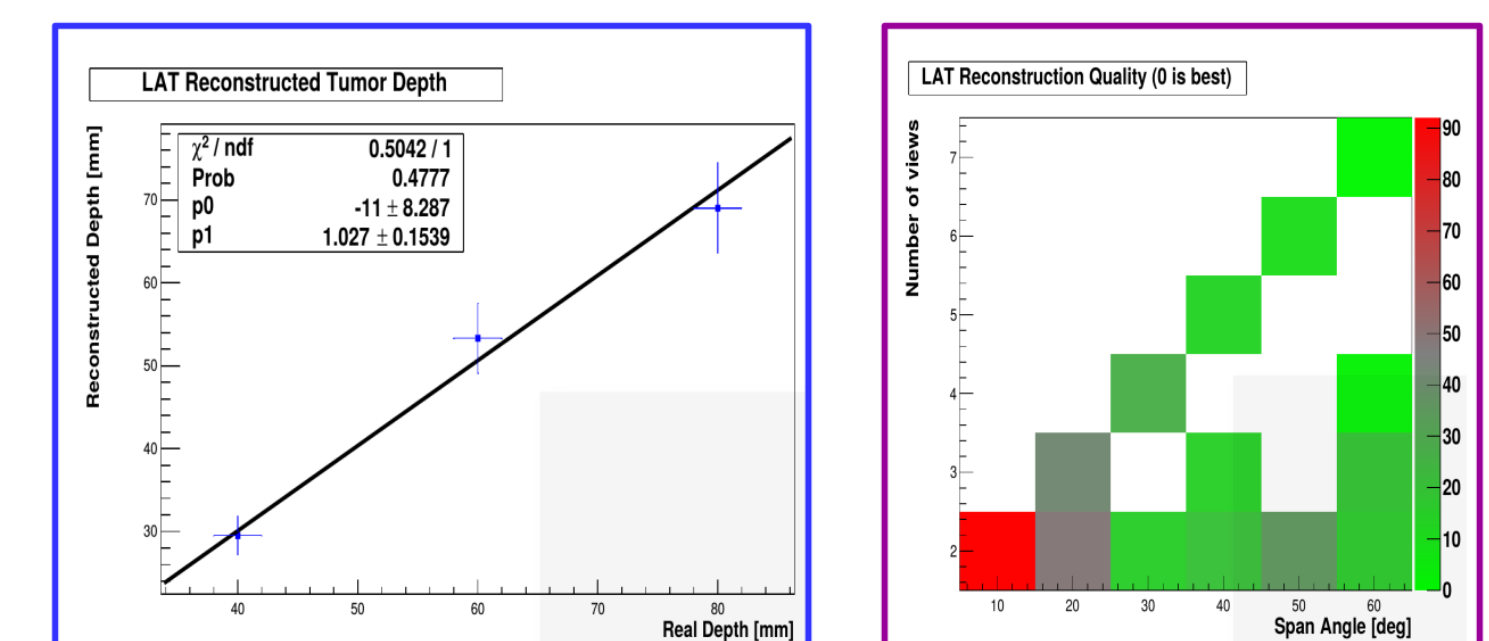 LAT Reconstructed Tumor Depth
Reconstructed Depth [mm]
χ² / ndf 0.5042 / 1
Prob 0.4777
p0 -11 ± 8.287
p1 1.027 ± 0.1539
70
60
50
40
30
40 50 60 70 80
Real Depth [mm]
LAT Reconstruction Quality (0 is best)
Number of views
7
6
5
4
3
2
10 20 30 40 50 60
Span Angle [deg]
90
80
70
60
50
40
30
20
10
0